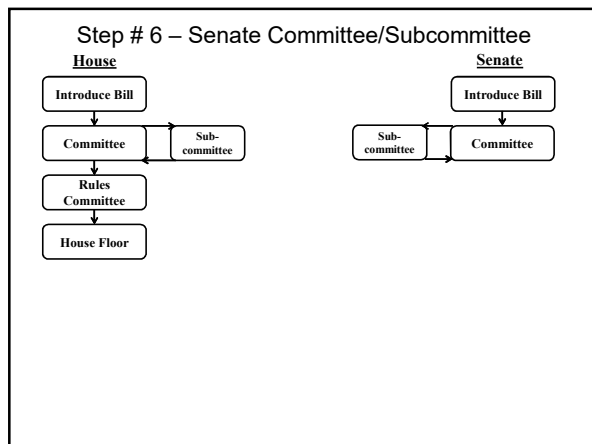 Step # 6 – Senate Committee/Subcommittee
House
Senate
Introduce Bill
Introduce Bill
Committee
Sub-
committee
Sub-
committee
Committee
Rules
Committee
House Floor